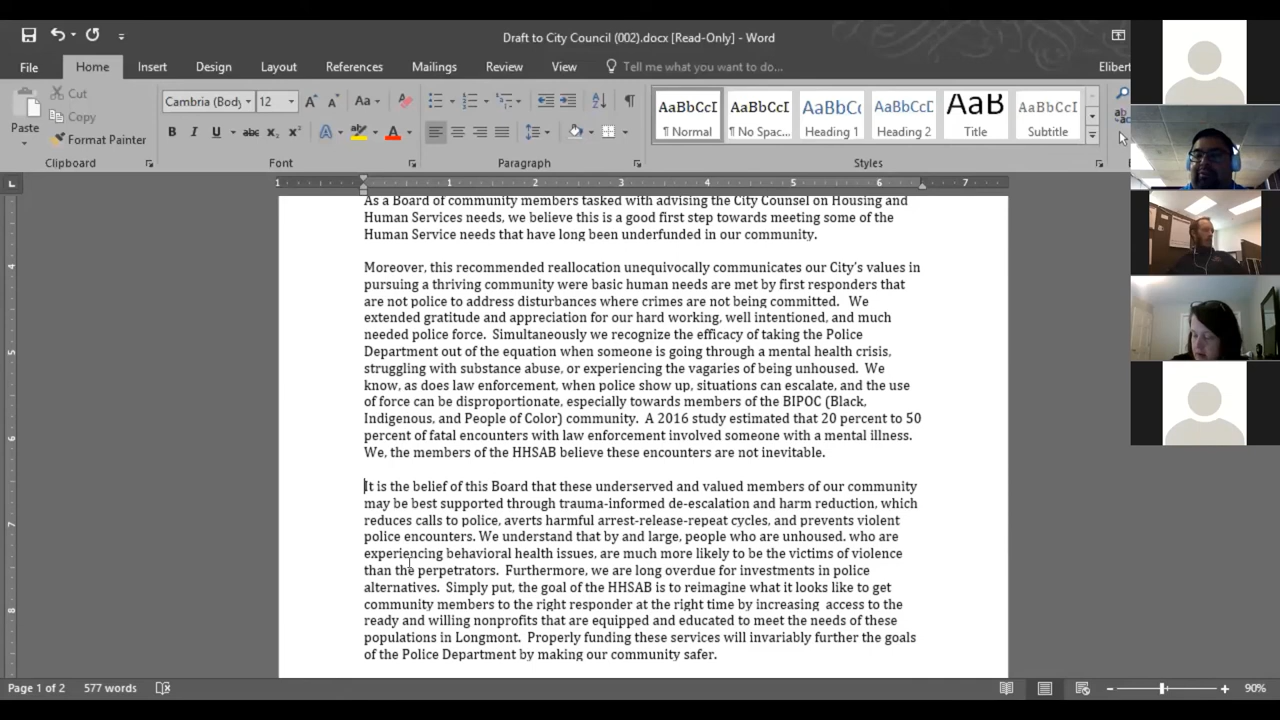 Draft to City Council (002).docx [Read-Only] - Word
File Home Insert Design Layout References Mailings Review View Tell me what you want to do... Elibert
Paste
Cut
Copy
Format Painter
Cambria (Body 12
Clipboard Font Paragraph Styles
AaBbCcI AaBbCcI AaBbC AaBbCcI AaB AaBbCcI
¶ Normal ¶ No Spac... Heading 1 Heading 2 Title Subtitle
1 1 2 3 4 5 6 7
As a Board of community members tasked with advising the City Counsel on Housing and
Human Services needs, we believe this is a good first step towards meeting some of the
Human Service needs that have long been underfunded in our community.
Moreover, this recommended reallocation unequivocally communicates our City's values in
pursuing a thriving community were basic human needs are met by first responders that
are not police to address disturbances where crimes are not being committed. We
extended gratitude and appreciation for our hard working, well intentioned, and much
needed police force. Simultaneously we recognize the efficacy of taking the Police
Department out of the equation when someone is going through a mental health crisis,
struggling with substance abuse, or experiencing the vagaries of being unhoused. We
know, as does law enforcement, when police show up, situations can escalate, and the use
of force can be disproportionate, especially towards members of the BIPOC (Black,
Indigenous, and People of Color) community. A 2016 study estimated that 20 percent to 50
percent of fatal encounters with law enforcement involved someone with a mental illness.
We, the members of the HHSAB believe these encounters are not inevitable.
It is the belief of this Board that these underserved and valued members of our community
may be best supported through trauma-informed de-escalation and harm reduction, which
reduces calls to police, averts harmful arrest-release-repeat cycles, and prevents violent
police encounters. We understand that by and large, people who are unhoused. who are
experiencing behavioral health issues, are much more likely to be the victims of violence
than the perpetrators. Furthermore, we are long overdue for investments in police
alternatives. Simply put, the goal of the HHSAB is to reimagine what it looks like to get
community members to the right responder at the right time by increasing access to the
ready and willing nonprofits that are equipped and educated to meet the needs of these
populations in Longmont. Properly funding these services will invariably further the goals
of the Police Department by making our community safer.
4
5
6
7
Page 1 of 2 577 words 90%